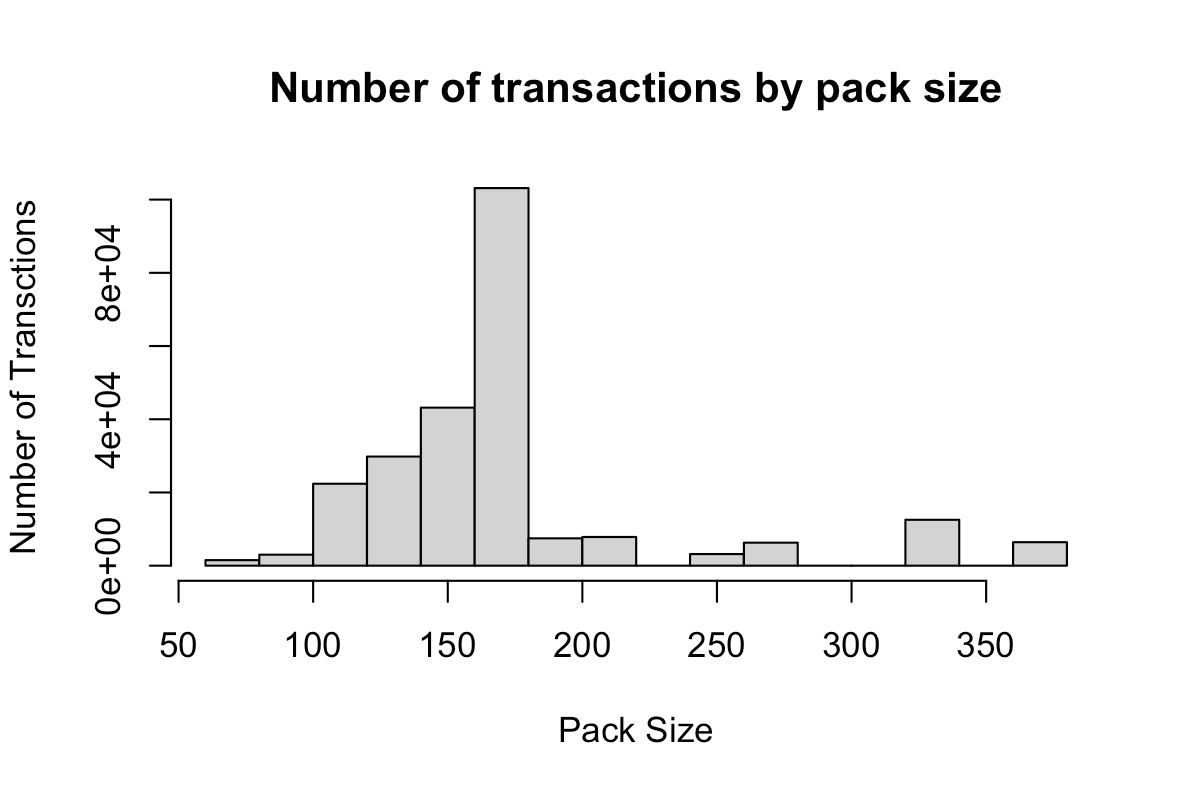 Number of transactions by pack size
Number of Transctions
8e+04
4e+04
0e+00
50 100 150 200 250 300 350
Pack Size